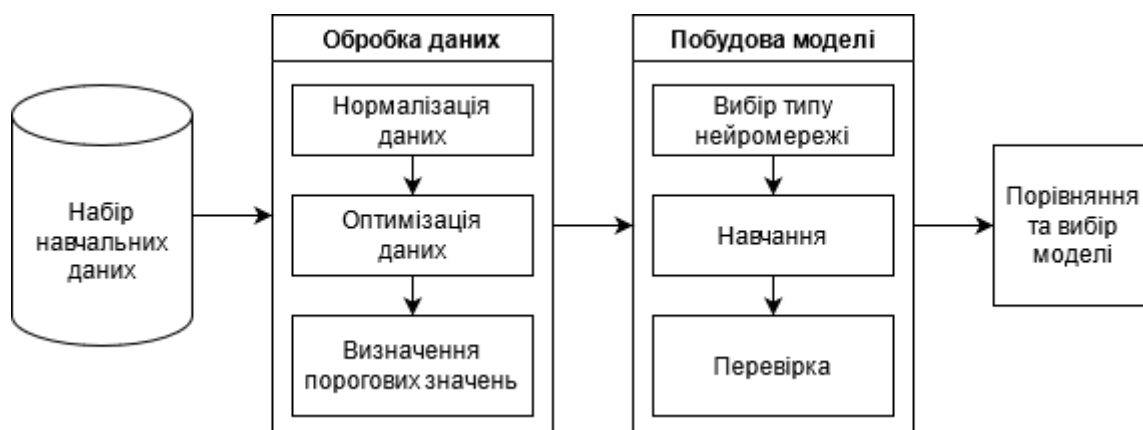 Набір
навчальних
даних
Обробка даних
Нормалізація
даних
Оптимізація
даних
Визначення
порогових значень
Побудова моделі
Вибір типу
нейромережі
Навчання
Перевірка
Порівняння
та вибір
моделі